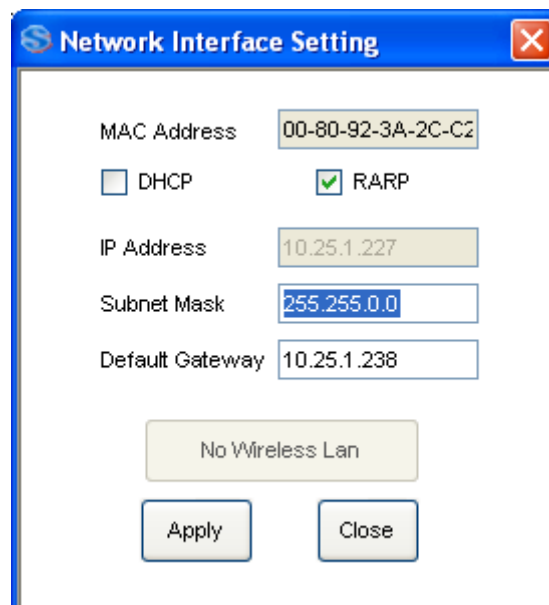 Network Interface Setting
MAC Address 00-80-92-3A-2C-C2
DHCP RARP
IP Address 10.25.1.227
Subnet Mask 255.255.0.0
Default Gateway 10.25.1.238
No Wireless Lan
Apply Close